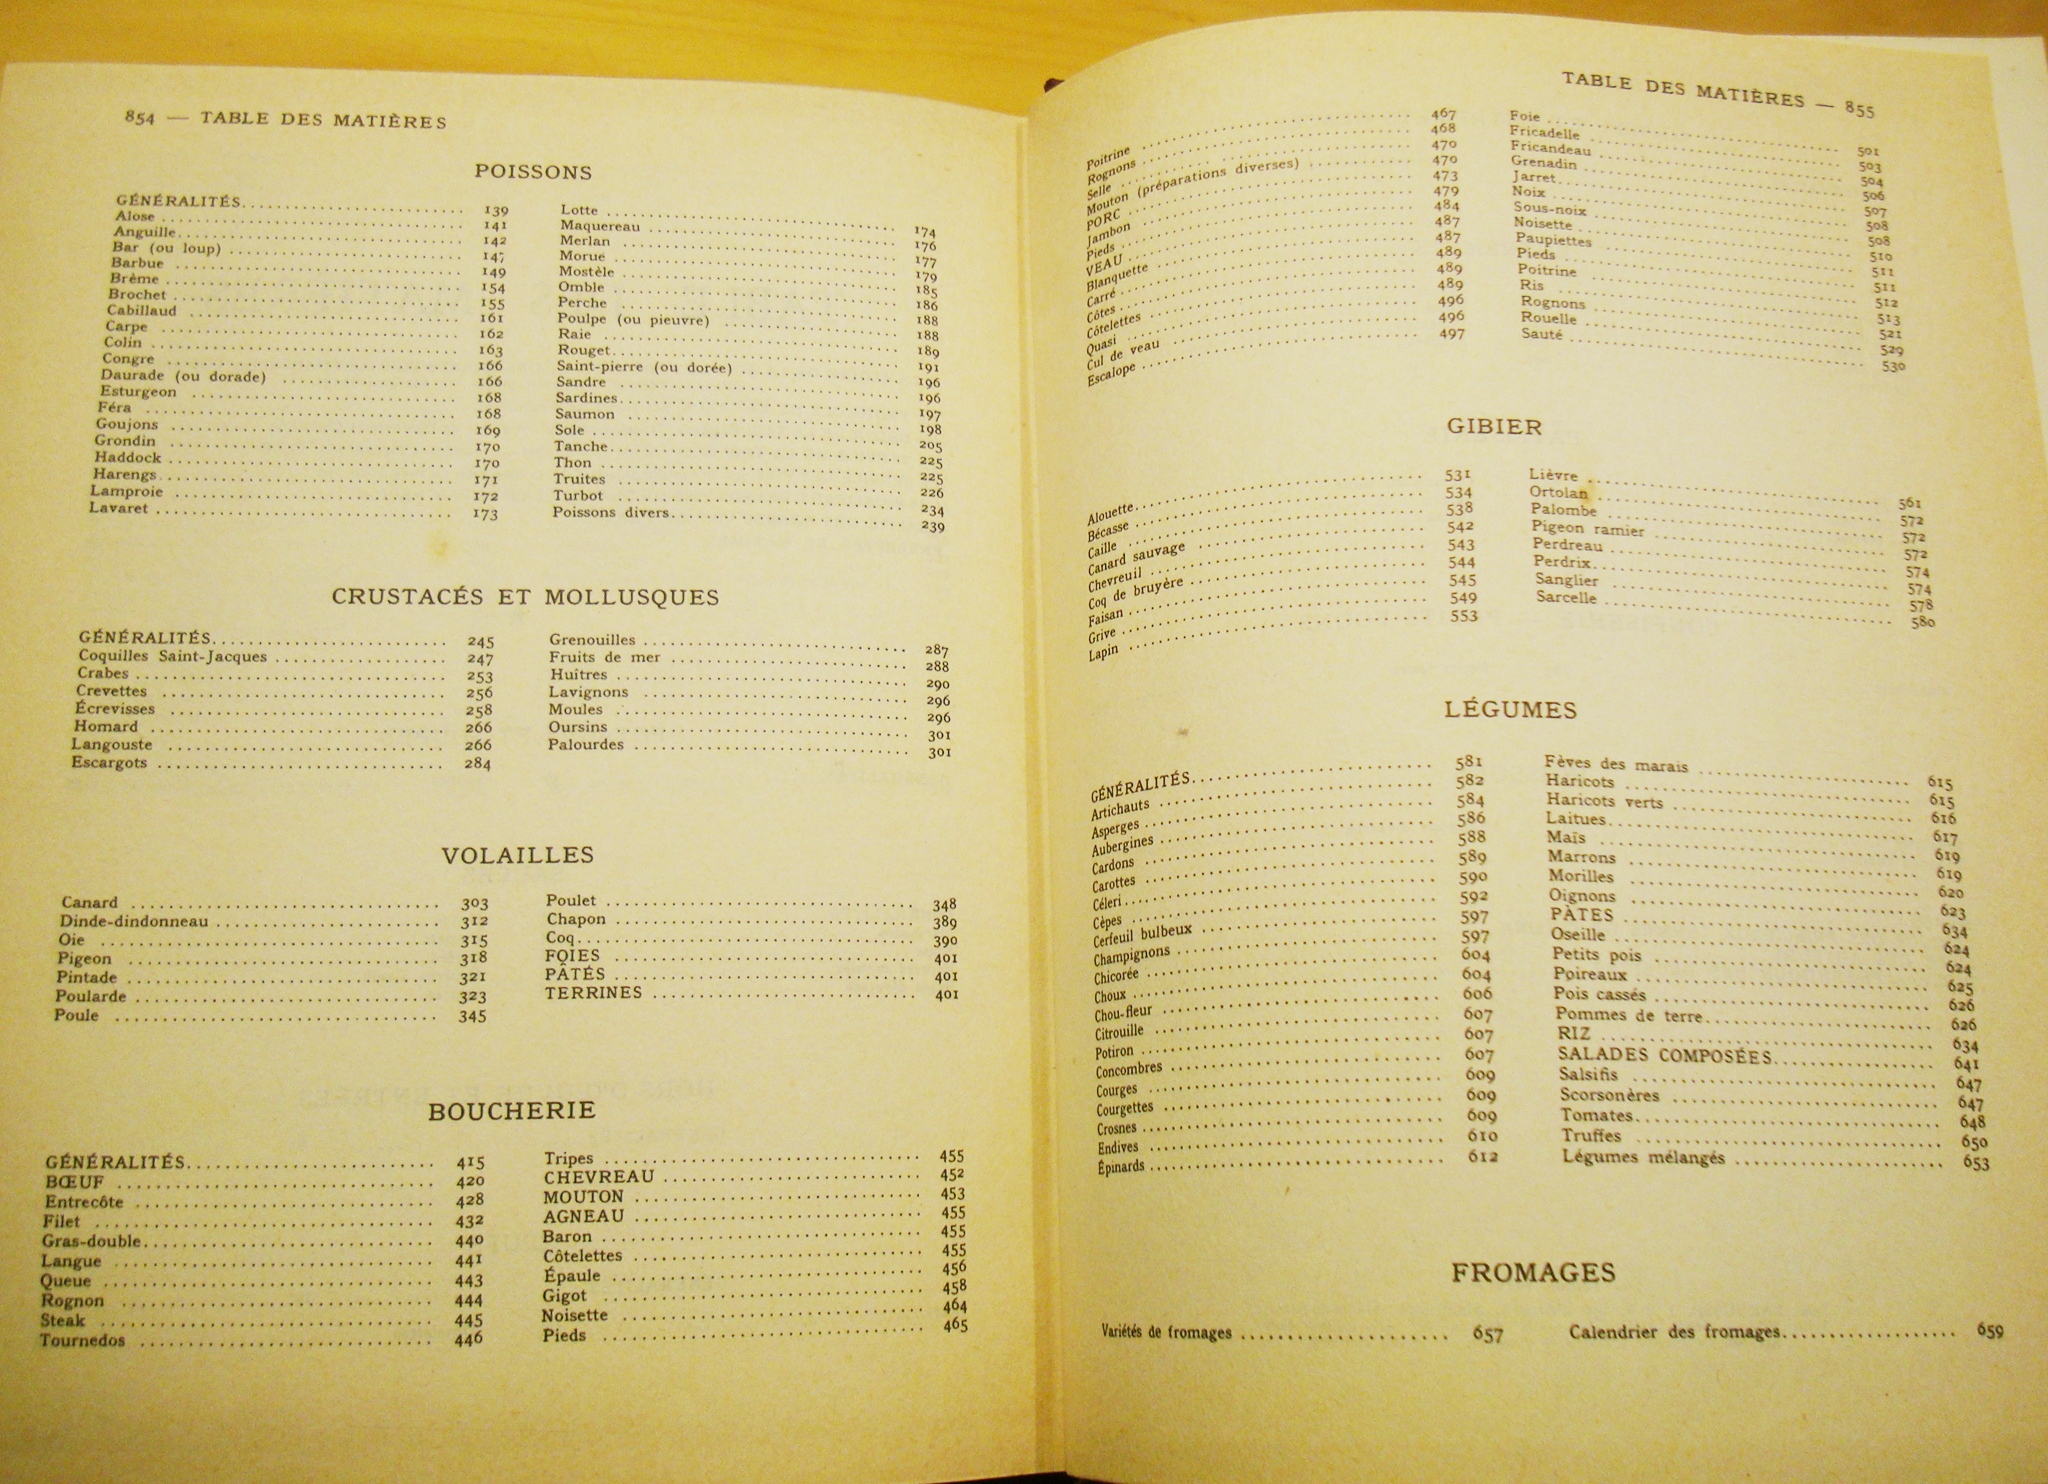 854 — TABLE DES MATIÈRES
POISSONS
GÉNÉRALITÉS 139
Alose 141
Anguille 142
Bar (ou loup) 147
Barbue 149
Brème 154
Brochet 155
Cabillaud 161
Carpe 162
Colin 163
Congre 166
Daurade (ou dorade) 166
Esturgeon 168
Féra 168
Goujons 169
Grondin 170
Haddock 170
Harengs 171
Lamproie 172
Lavaret 173
Lotte 174
Maquereau 176
Merlan 177
Morue 179
Mostèle 185
Omble 186
Perche 188
Poulpe (ou pieuvre) 188
Raie 189
Rouget 191
Saint-pierre (ou dorée) 196
Sandre 196
Sardines 197
Saumon 198
Sole 205
Tanche 225
Thon 225
Truites 226
Turbot 234
Poissons divers 239
CRUSTACÉS ET MOLLUSQUES
GÉNÉRALITÉS 245
Coquilles Saint-Jacques 247
Crabes 253
Crevettes 256
Écrevisses 258
Homard 266
Langouste 266
Escargots 284
Grenouilles 287
Fruits de mer 288
Huîtres 290
Lavignons 296
Moules 296
Oursins 301
Palourdes 301
VOLAILLES
Canard 303
Dinde-dindonneau 312
Oie 315
Pigeon 318
Pintade 321
Poularde 323
Poule 345
Poulet 348
Chapon 389
Coq 390
FOIES 401
PÂTÉS 401
TERRINES 401
BOUCHERIE
GÉNÉRALITÉS 415
BŒUF 420
Entrecôte 428
Filet 432
Gras-double 440
Langue 441
Queue 443
Rognon 444
Steak 445
Tournedos 446
Tripes 455
CHEVREAU 452
MOUTON 453
AGNEAU 455
Baron 455
Côtelettes 455
Épaule 456
Gigot 458
Noisette 464
Pieds 465
TABLE DES MATIÈRES — 855
Poitrine 467
Rognons 468
Selle 470
Mouton (préparations diverses) 470
PORC 473
Jambon 479
Pieds 484
VEAU 487
Blanquette 487
Carré 489
Côtes 489
Côtelettes 489
Quasi 496
Cul de veau 496
Escalope 497
Foie 501
Fricadelle 503
Fricandeau 504
Grenadin 506
Jarret 507
Noix 508
Sous-noix 508
Noisette 510
Paupiettes 511
Pieds 511
Poitrine 512
Ris 513
Rognons 521
Rouelle 529
Sauté 530
GIBIER
Alouette 531
Bécasse 534
Caille 538
Canard sauvage 542
Chevreuil 543
Coq de bruyère 544
Faisan 545
Grive 549
Lapin 553
Lièvre 561
Ortolan 572
Palombe 572
Pigeon ramier 572
Perdreau 574
Perdrix 574
Sanglier 578
Sarcelle 580
LÉGUMES
GÉNÉRALITÉS 581
Artichauts 582
Asperges 584
Aubergines 586
Cardons 588
Carottes 589
Céleri 590
Cèpes 592
Cerfeuil bulbeux 597
Champignons 597
Chicorée 604
Choux 604
Chou-fleur 606
Citrouille 607
Potiron 607
Concombres 607
Courges 609
Courgettes 609
Crosnes 609
Endives 610
Épinards 612
Fèves des marais 615
Haricots 615
Haricots verts 616
Laitues 617
Maïs 619
Marrons 619
Morilles 620
Oignons 623
PÂTES 634
Oseille 624
Petits pois 624
Poireaux 625
Pois cassés 626
Pommes de terre 626
RIZ 634
SALADES COMPOSÉES 641
Salsifis 647
Scorsonères 647
Tomates 648
Truffes 650
Légumes mélangés 653
FROMAGES
Variétés de fromages 657
Calendrier des fromages 659